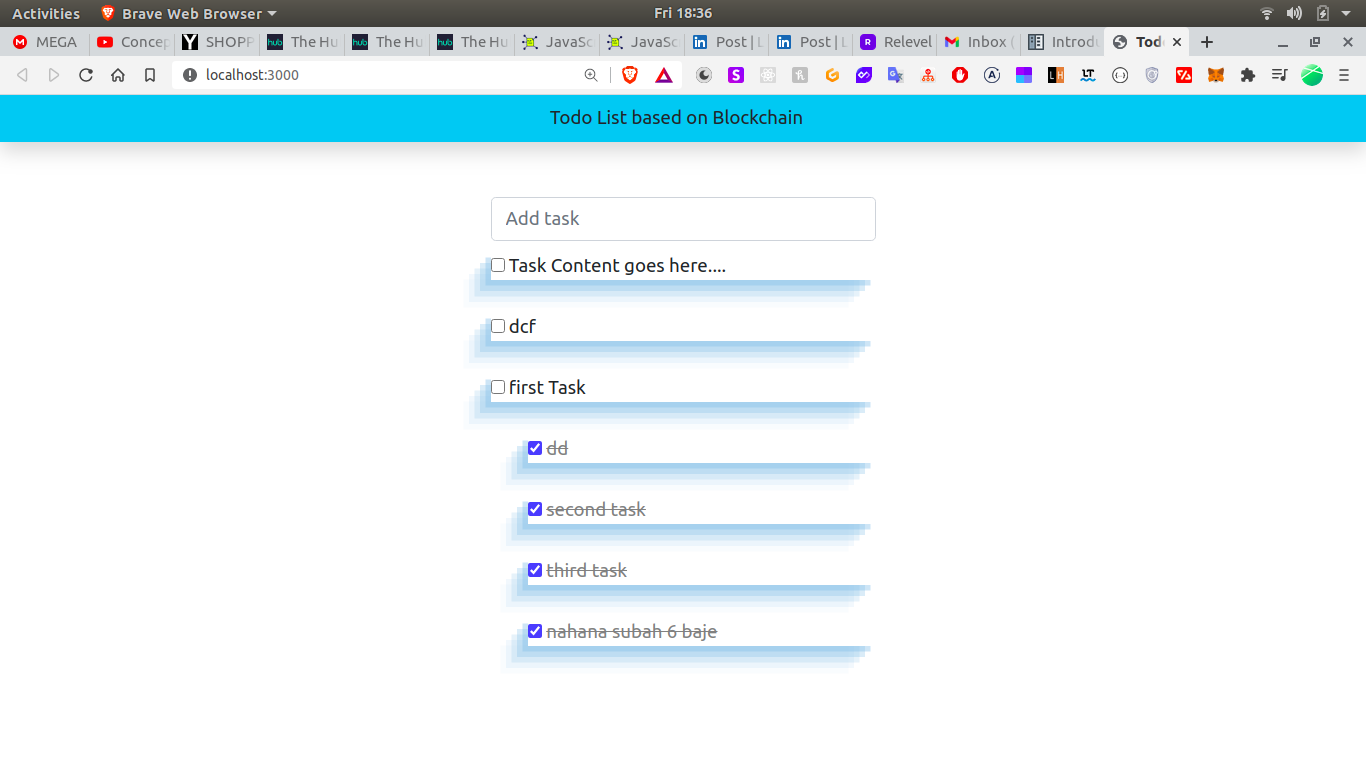 Activities Brave Web Browser Fri 18:36
MEGA Concep SHOPP The Hu The Hu The Hu JavaSc JavaSc Post | L Post | L Relevel Inbox ( Introdu Tod
localhost:3000
Todo List based on Blockchain
Add task
Task Content goes here....
dcf
first Task
dd
second task
third task
nahana subah 6 baje